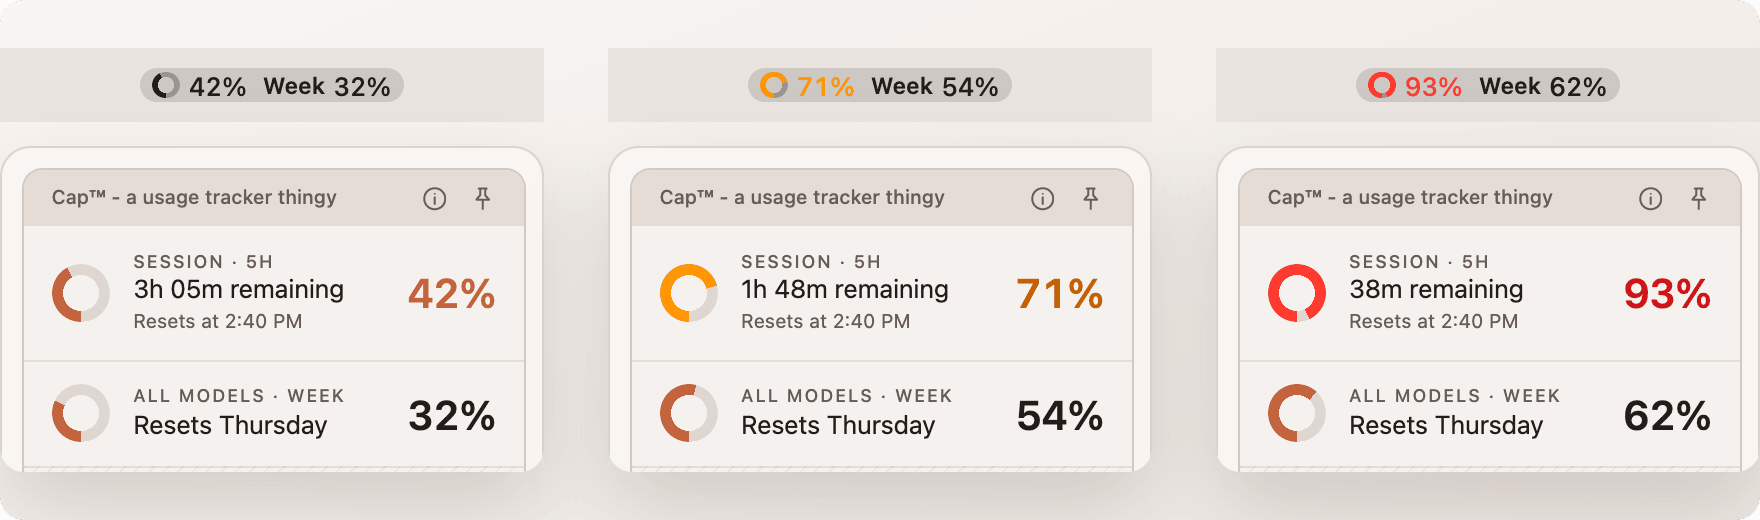 42% Week 32%
Cap™ - a usage tracker thingy
SESSION · 5H
3h 05m remaining
Resets at 2:40 PM
42%
ALL MODELS · WEEK
Resets Thursday
32%
71% Week 54%
Cap™ - a usage tracker thingy
SESSION · 5H
1h 48m remaining
Resets at 2:40 PM
71%
ALL MODELS · WEEK
Resets Thursday
54%
93% Week 62%
Cap™ - a usage tracker thingy
SESSION · 5H
38m remaining
Resets at 2:40 PM
93%
ALL MODELS · WEEK
Resets Thursday
62%